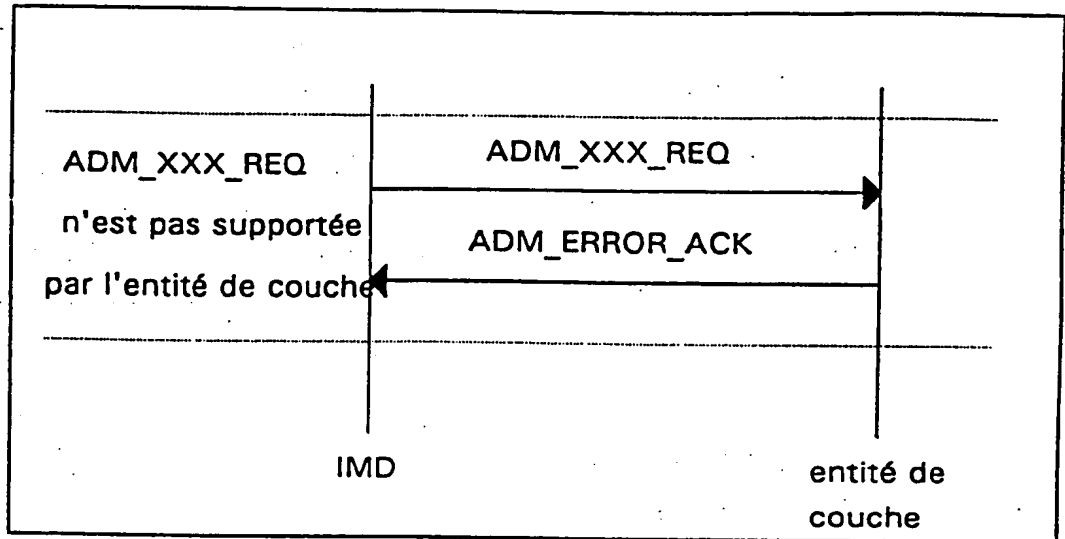 ADM_XXX_REQ
n'est pas supportée
par l'entité de couche
ADM_XXX_REQ
ADM_ERROR_ACK
IMD
entité de
couche